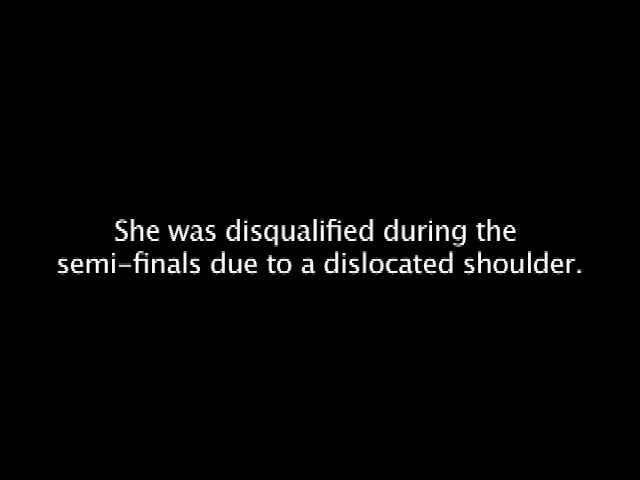 She was disqualified during the
semi-finals due to a dislocated shoulder.